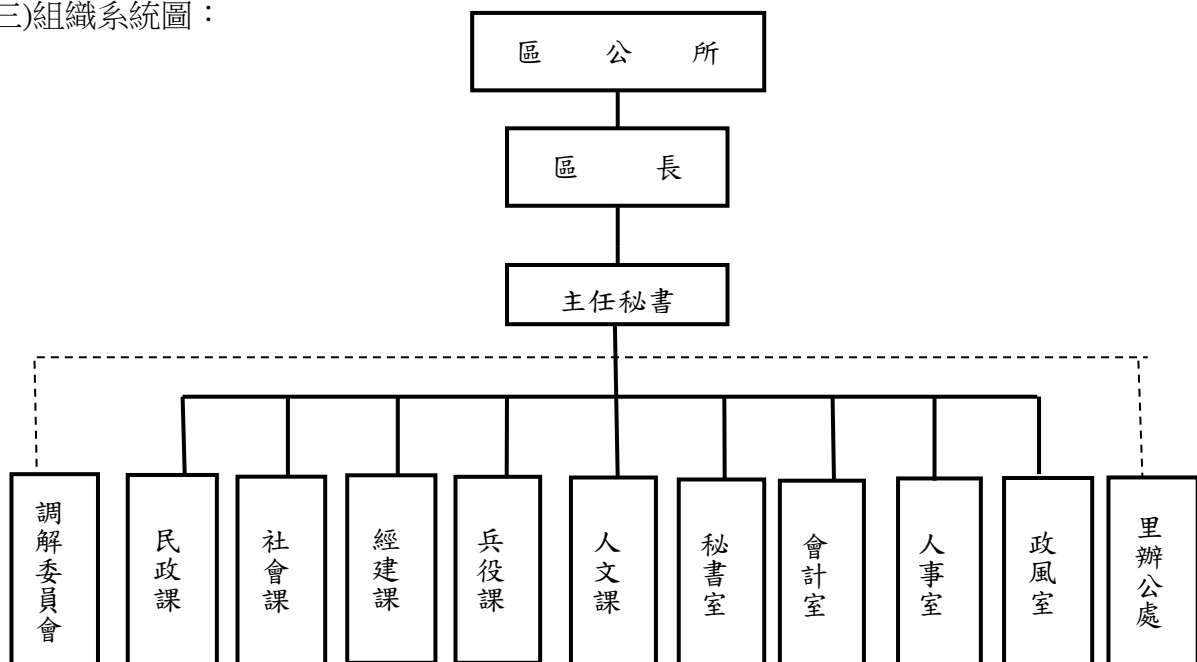 三)組織系統圖：
區 公 所
區 長
主任秘書
調解委員會
民政課
社會課
經建課
兵役課
人文課
秘書室
會計室
人事室
政風室
里辦公處